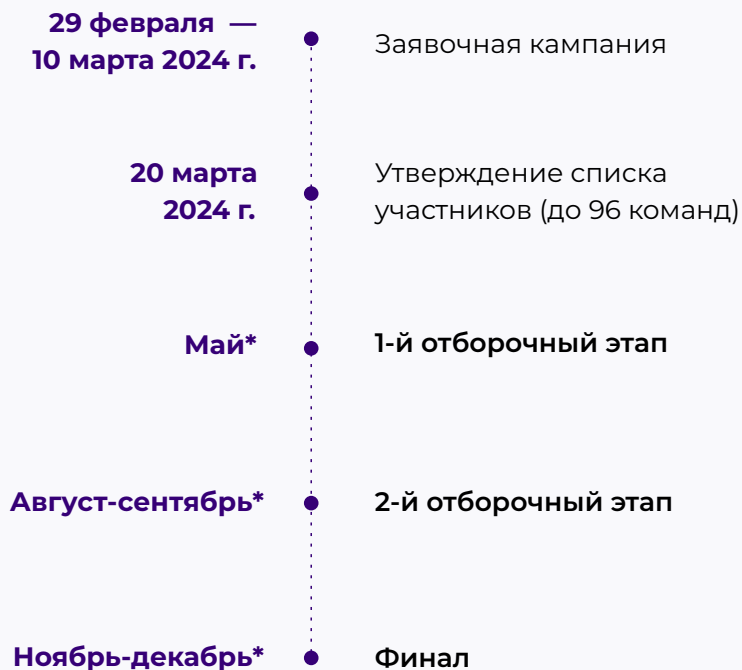 29 февраля —
10 марта 2024 г.
Заявочная кампания
20 марта
2024 г.
Утверждение списка
участников (до 96 команд)
Май*
1-й отборочный этап
Август-сентябрь*
2-й отборочный этап
Ноябрь-декабрь*
Финал